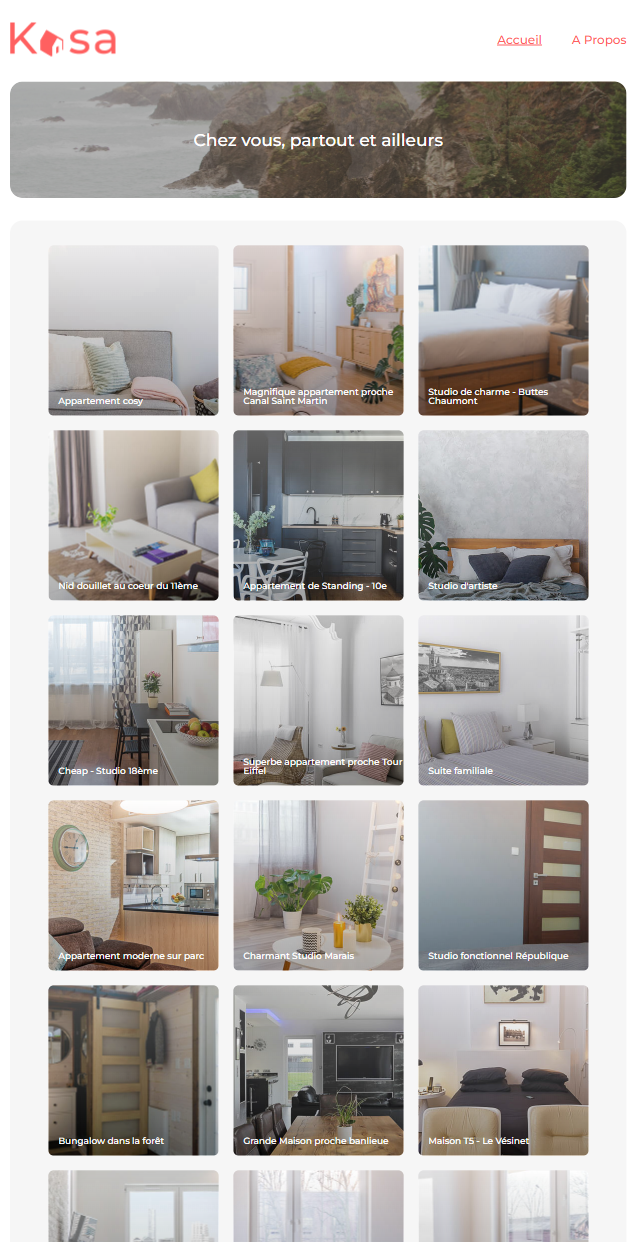 Kasa
Accueil
A Propos
Chez vous, partout et ailleurs
Appartement cosy
Magnifique appartement proche
Canal Saint Martin
Studio de charme - Buttes
Chaumont
Nid douillet au coeur du 11ème
Appartement de Standing - 10e
Studio d'artiste
Cheap - Studio 18ème
Superbe appartement proche Tour
Eiffel
Suite familiale
Appartement moderne sur parc
Charmant Studio Marais
Studio fonctionnel République
Bungalow dans la forêt
Grande Maison proche banlieue
Maison T5 - Le Vésinet